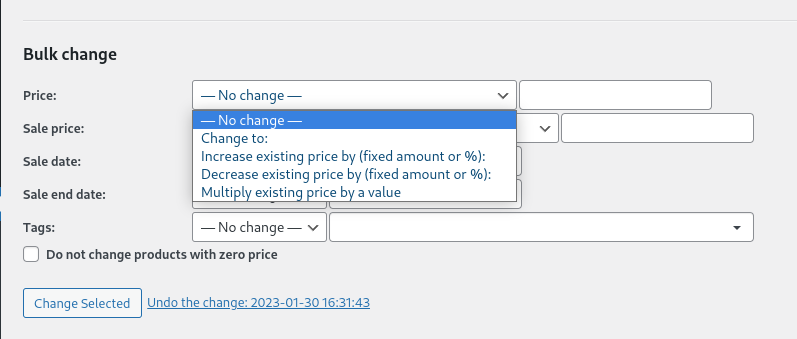 Bulk change
Price:
— No change —
— No change —
Change to:
Increase existing price by (fixed amount or %):
Decrease existing price by (fixed amount or %):
Multiply existing price by a value
Sale price:
Sale date:
Sale end date:
Tags:
— No change —
Do not change products with zero price
Change Selected
Undo the change: 2023-01-30 16:31:43